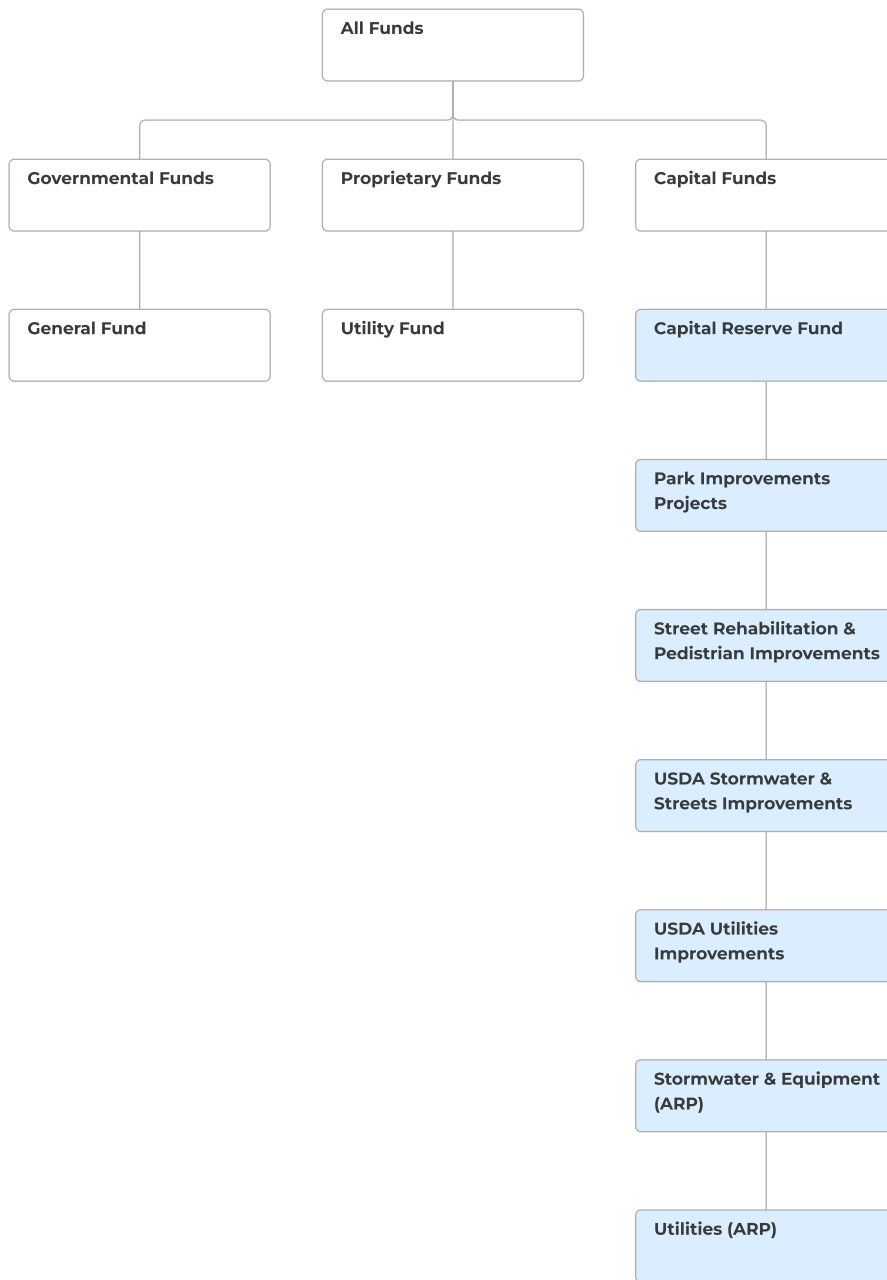 All Funds
Governmental Funds
Proprietary Funds
Capital Funds
General Fund
Utility Fund
Capital Reserve Fund
Park Improvements
Projects
Street Rehabilitation &
Pedistrian Improvements
USDA Stormwater &
Streets Improvements
USDA Utilities
Improvements
Stormwater & Equipment
(ARP)
Utilities (ARP)